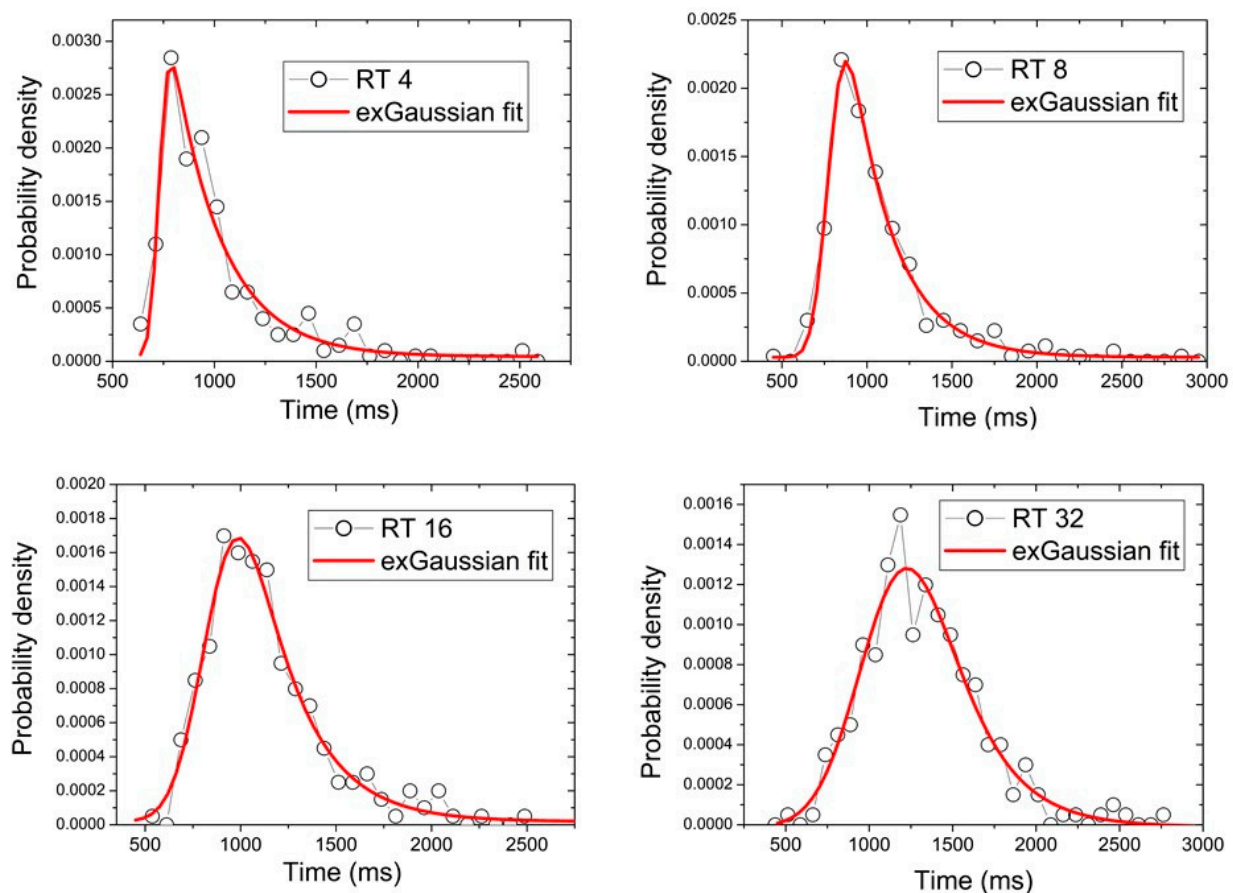 0.0030
0.0025
0.0020
0.0015
0.0010
0.0005
0.0000
Probability density
RT 4
exGaussian fit
500 1000 1500 2000 2500
Time (ms)
0.0025
0.0020
0.0015
0.0010
0.0005
0.0000
Probability density
RT 8
exGaussian fit
500 1000 1500 2000 2500 3000
Time (ms)
0.0020
0.0018
0.0016
0.0014
0.0012
0.0010
0.0008
0.0006
0.0004
0.0002
0.0000
Probability density
RT 16
exGaussian fit
500 1000 1500 2000 2500
Time (ms)
0.0016
0.0014
0.0012
0.0010
0.0008
0.0006
0.0004
0.0002
0.0000
Probability density
RT 32
exGaussian fit
500 1000 1500 2000 2500 3000
Time (ms)